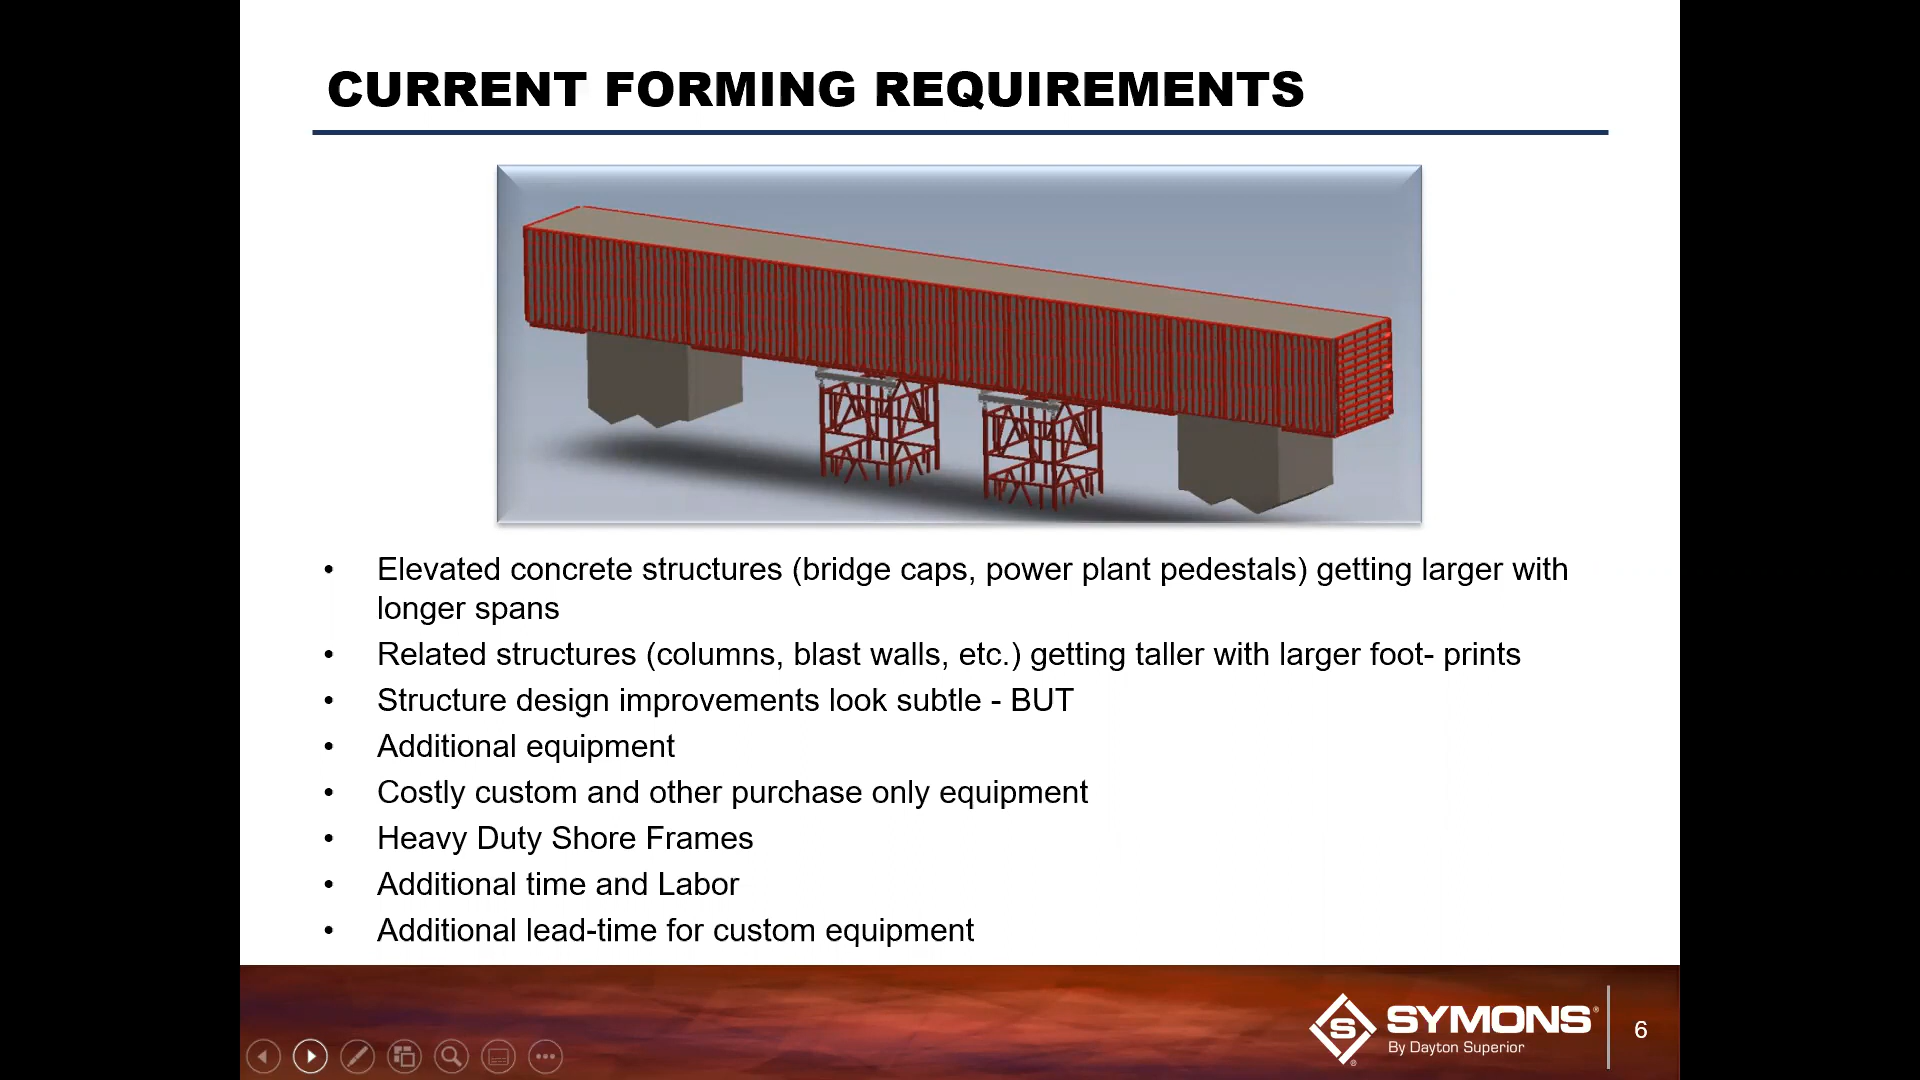 CURRENT FORMING REQUIREMENTS
• Elevated concrete structures (bridge caps, power plant pedestals) getting larger with
longer spans
• Related structures (columns, blast walls, etc.) getting taller with larger foot- prints
• Structure design improvements look subtle - BUT
• Additional equipment
• Costly custom and other purchase only equipment
• Heavy Duty Shore Frames
• Additional time and Labor
• Additional lead-time for custom equipment
S SYMONS®
By Dayton Superior
®
6